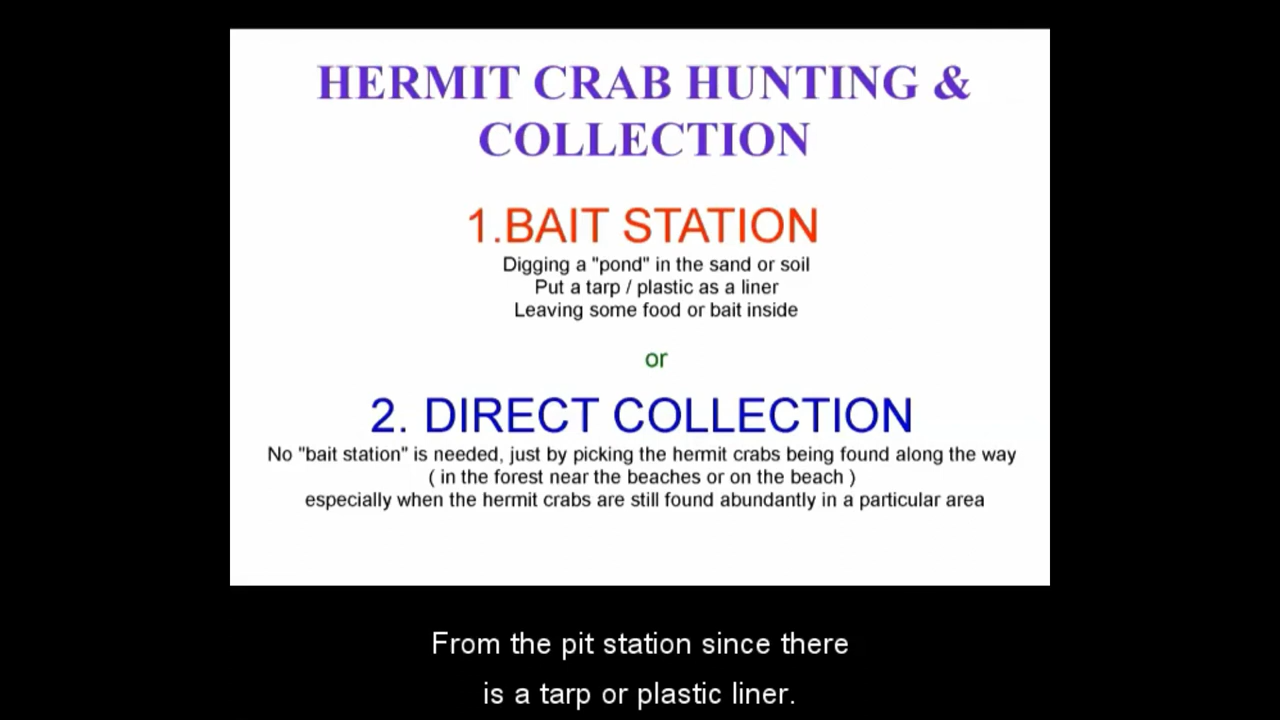 HERMIT CRAB HUNTING &
COLLECTION
1.BAIT STATION
Digging a "pond" in the sand or soil
Put a tarp / plastic as a liner
Leaving some food or bait inside
or
2. DIRECT COLLECTION
No "bait station" is needed, just by picking the hermit crabs being found along the way
( in the forest near the beaches or on the beach )
especially when the hermit crabs are still found abundantly in a particular area
From the pit station since there
is a tarp or plastic liner.